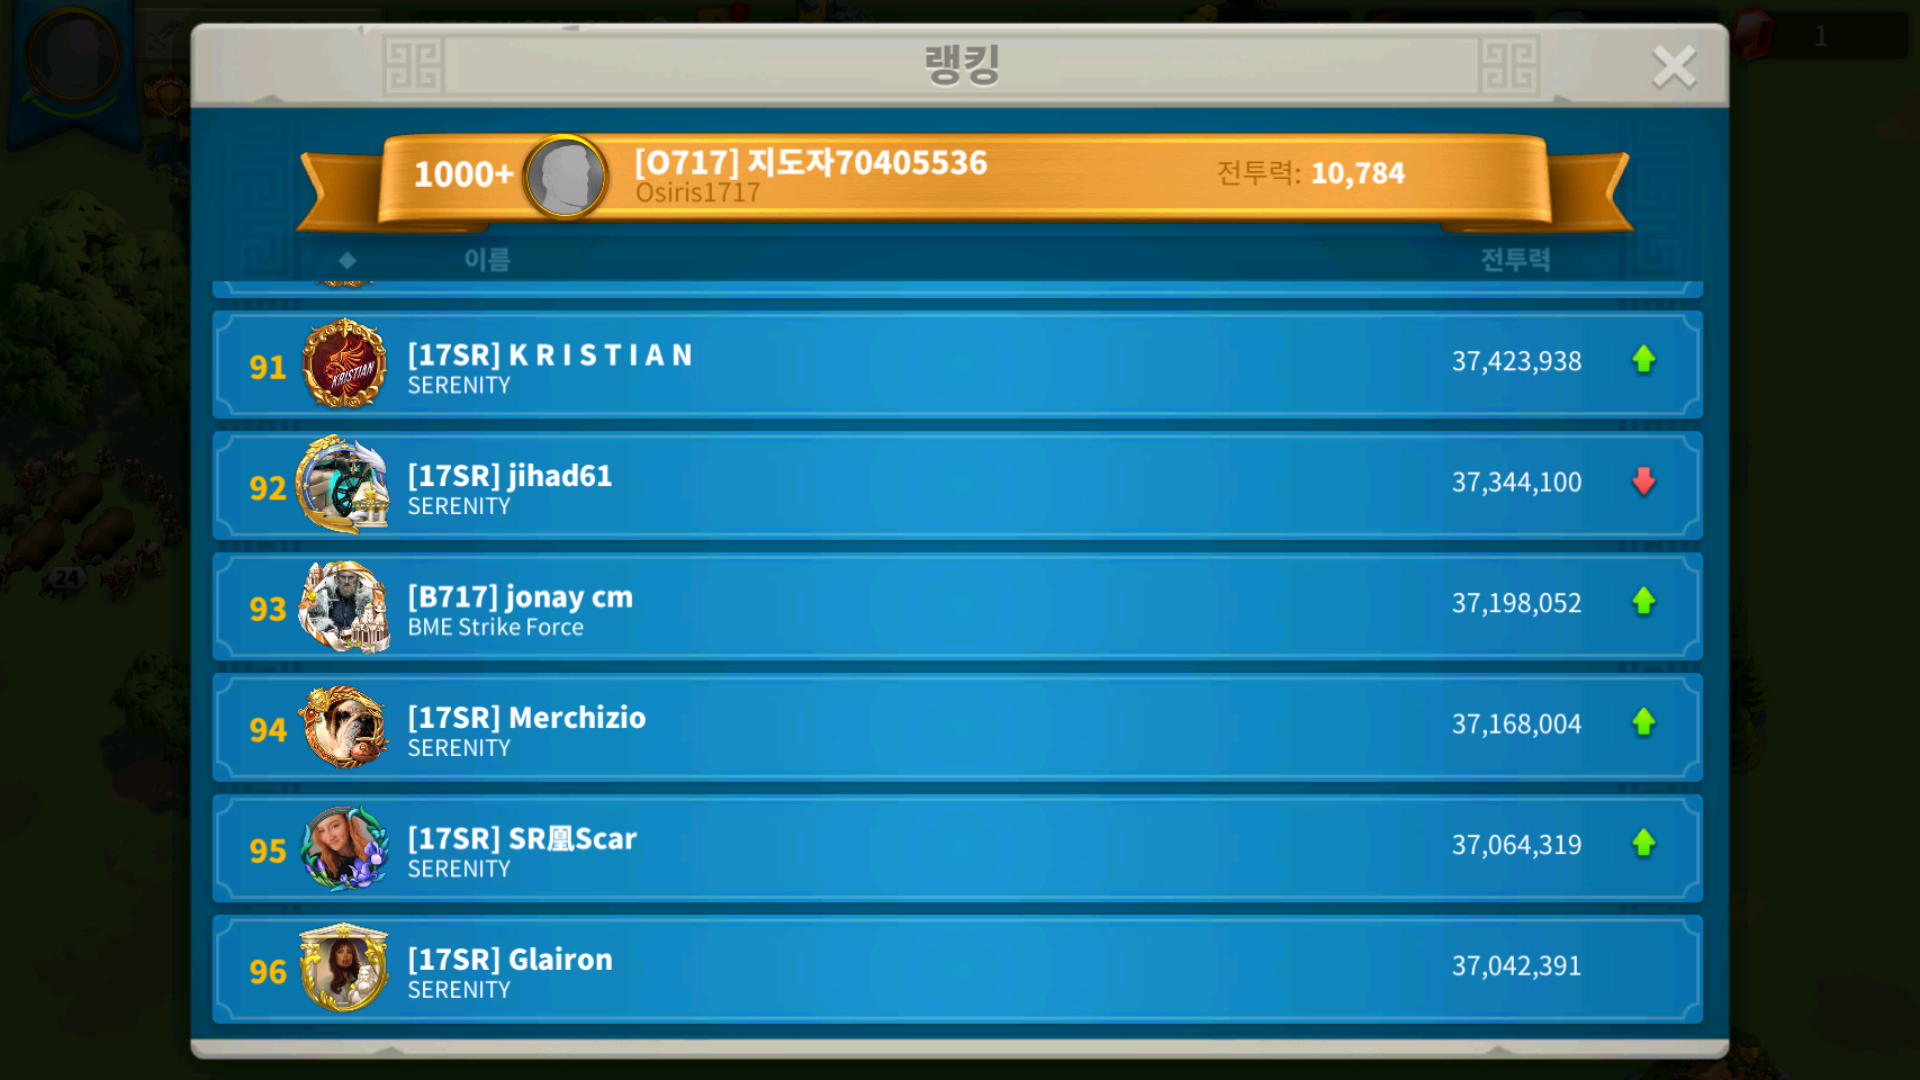 랭킹
1
1000+
[O717] 지도자70405536
Osiris1717
전투력: 10,784
이름
전투력
91
KRISTIAN
[17SR] K R I S T I A N
SERENITY
37,423,938
92
[17SR] jihad61
SERENITY
37,344,100
93
[B717] jonay cm
BME Strike Force
37,198,052
24
94
[17SR] Merchizio
SERENITY
37,168,004
95
[17SR] SR凰Scar
SERENITY
37,064,319
96
[17SR] Glairon
SERENITY
37,042,391